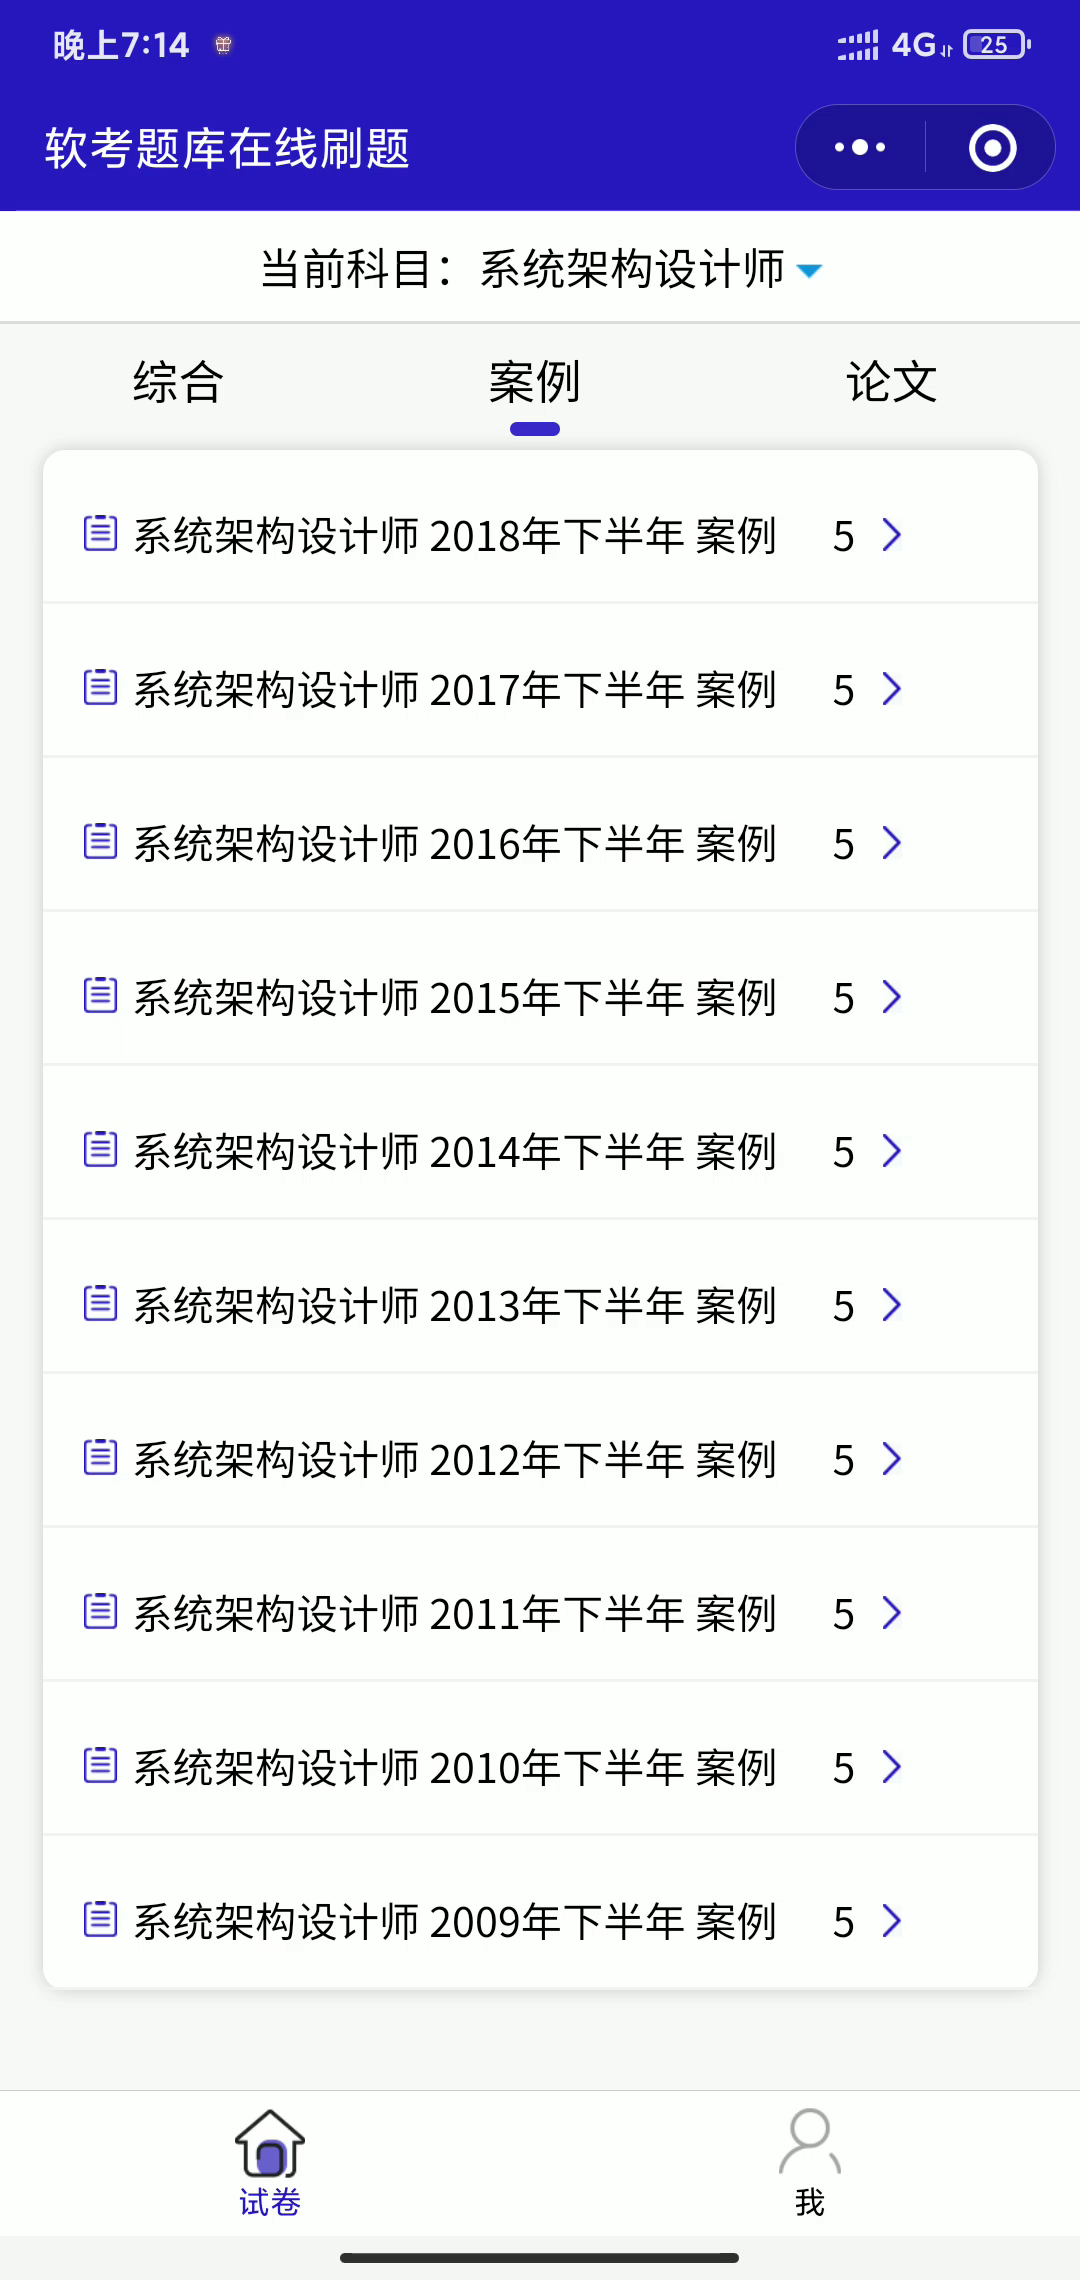 晚上7:14 4G 25
软考题库在线刷题
当前科目：系统架构设计师
综合 案例 论文
系统架构设计师 2018年下半年 案例 5
系统架构设计师 2017年下半年 案例 5
系统架构设计师 2016年下半年 案例 5
系统架构设计师 2015年下半年 案例 5
系统架构设计师 2014年下半年 案例 5
系统架构设计师 2013年下半年 案例 5
系统架构设计师 2012年下半年 案例 5
系统架构设计师 2011年下半年 案例 5
系统架构设计师 2010年下半年 案例 5
系统架构设计师 2009年下半年 案例 5
试卷 我